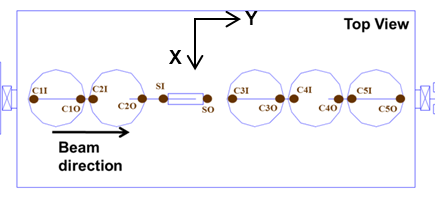 Top View
Y
X
C1I
C1O
C2I
C2O
SI
SO
C3I
C3O
C4I
C4O
C5I
C5O
Beam
direction